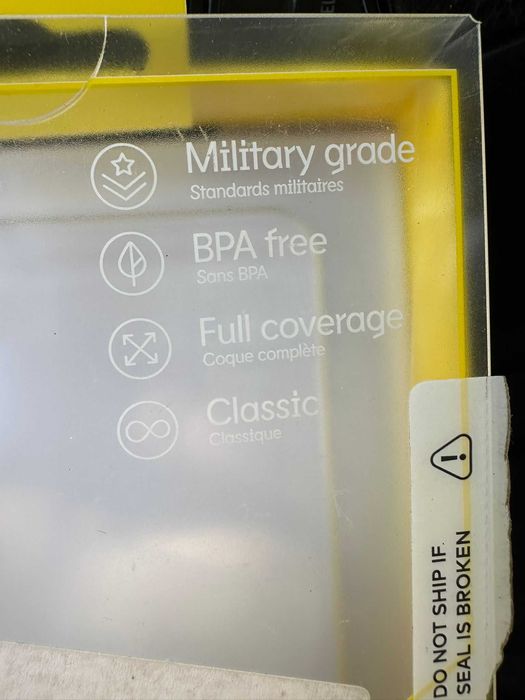 Military grade
Standards militaires
BPA free
Sans BPA
Full coverage
Coque complète
Classic
Classique
DO NOT SHIP IF
SEAL IS BROKEN